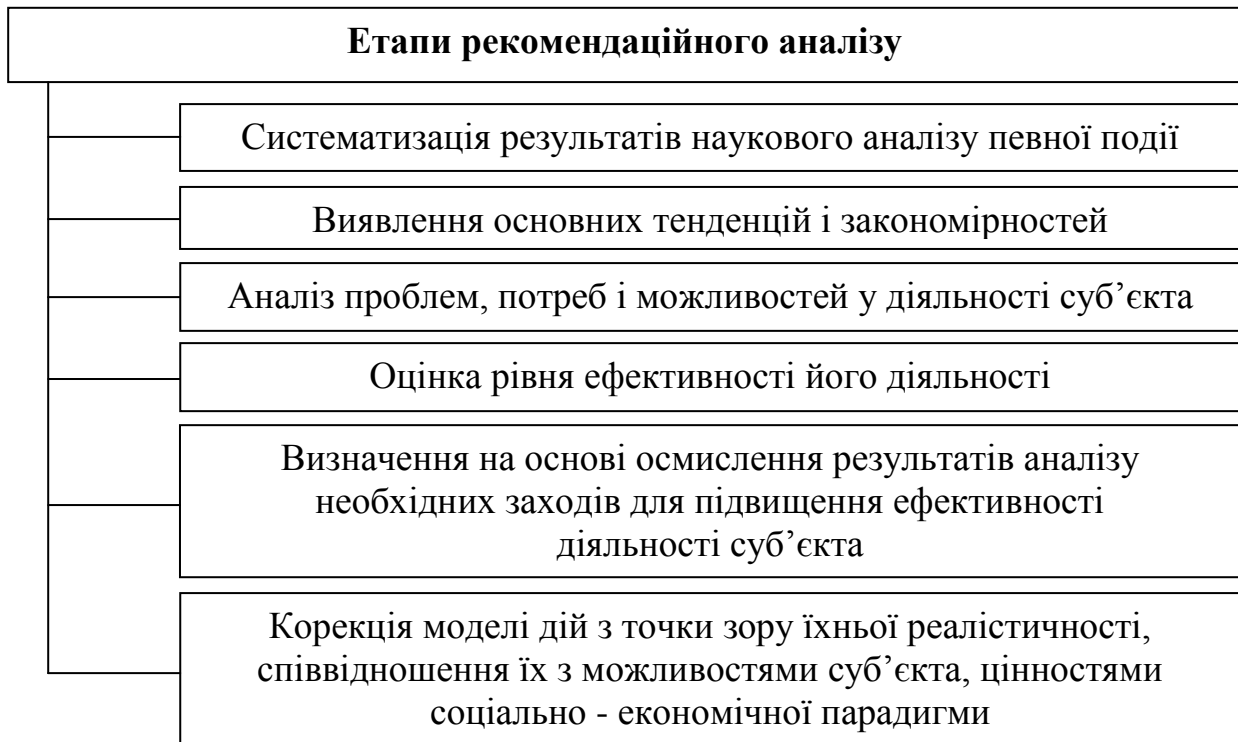 Етапи рекомендаційного аналізу
Систематизація результатів наукового аналізу певної події
Виявлення основних тенденцій і закономірностей
Аналіз проблем, потреб і можливостей у діяльності суб’єкта
Оцінка рівня ефективності його діяльності
Визначення на основі осмислення результатів аналізу
необхідних заходів для підвищення ефективності
діяльності суб’єкта
Корекція моделі дій з точки зору їхньої реалістичності,
співвідношення їх з можливостями суб’єкта, цінностями
соціально - економічної парадигми